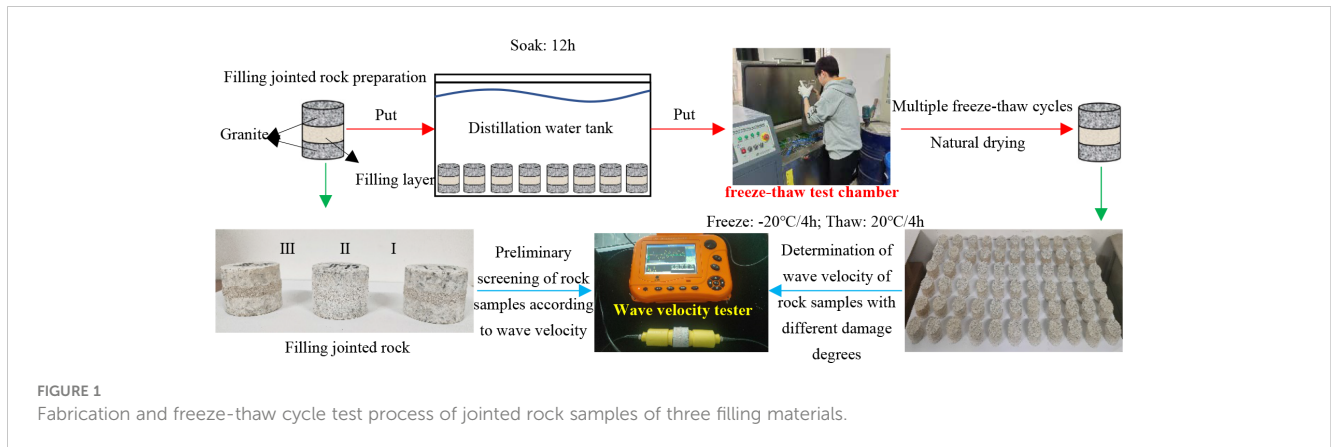 Soak: 12h
Filling jointed rock preparation
Granite
Put
Filling layer
Distillation water tank
Put
freeze-thaw test chamber
Freeze: -20°C/4h; Thaw: 20°C/4h
Multiple freeze-thaw cycles
Natural drying
III II I
Filling jointed rock
Preliminary
screening of rock
samples according
to wave velocity
Wave velocity tester
Determination of
wave velocity of
rock samples with
different damage
degrees
FIGURE 1
Fabrication and freeze-thaw cycle test process of jointed rock samples of three filling materials.